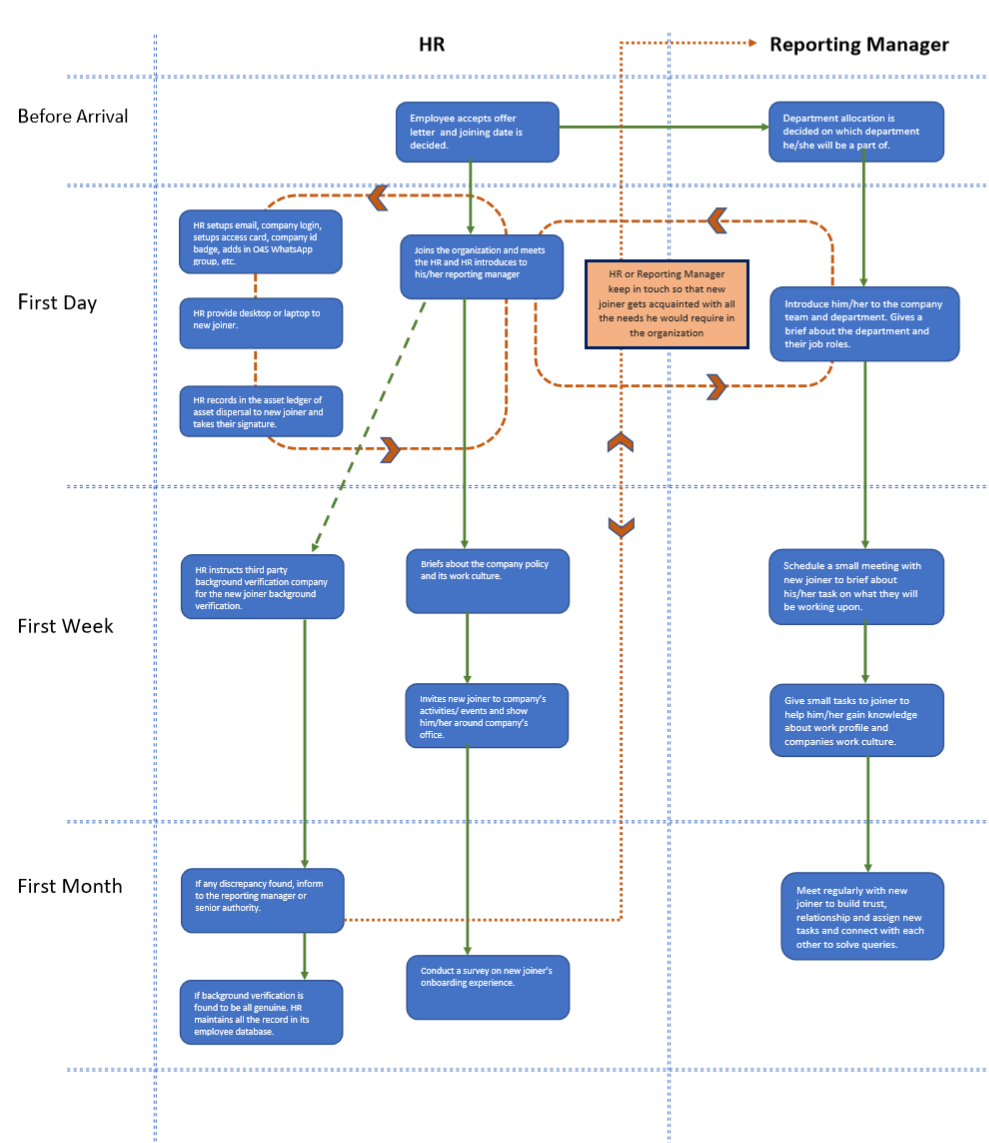 HR
Reporting Manager
Before Arrival
Employee accepts offer
letter and joining date is
decided.
Department allocation is
decided on which department
he/she will be a part of.
First Day
HR setups email, company login,
setups access card, company id
badge, adds in O4S WhatsApp
group, etc.
HR provide desktop or laptop to
new joiner.
HR records in the asset ledger of
asset dispersal to new joiner and
takes their signature.
Joins the organization and meets
the HR and HR introduces to
his/her reporting manager
HR or Reporting Manager
keep in touch so that new
joiner gets acquainted with all
the needs he would require in
the organization
Introduce him/her to the company
team and department. Gives a
brief about the department and
their job roles.
First Week
HR instructs third party
background verification company
for the new joiner background
verification.
Briefs about the company policy
and its work culture.
Schedule a small meeting with
new joiner to brief about
his/her task on what they will
be working upon.
Invites new joiner to company's
activities/ events and show
him/her around company's
office.
Give small tasks to joiner to
help him/her gain knowledge
about work profile and
companies work culture.
First Month
If any discrepancy found, inform
to the reporting manager or
senior authority.
Meet regularly with new
joiner to build trust,
relationship and assign new
tasks and connect with each
other to solve queries.
If background verification is
found to be all genuine. HR
maintains all the record in its
employee database.
Conduct a survey on new joiner's
onboarding experience.